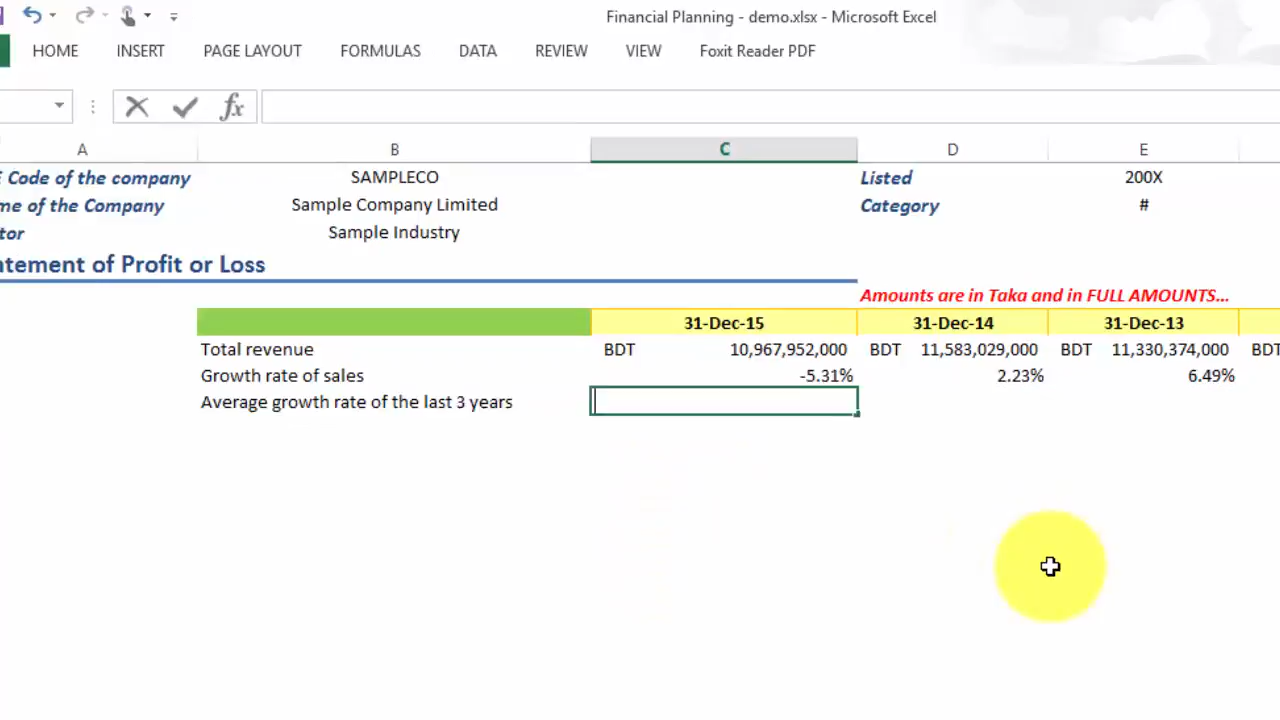 Financial Planning - demo.xlsx - Microsoft Excel
HOME INSERT PAGE LAYOUT FORMULAS DATA REVIEW VIEW Foxit Reader PDF
fx
A B C D E
Code of the company SAMPLECO Listed 200X
me of the Company Sample Company Limited Category #
tor Sample Industry
atement of Profit or Loss
Amounts are in Taka and in FULL AMOUNTS...
31-Dec-15 31-Dec-14 31-Dec-13
Total revenue BDT 10,967,952,000 BDT 11,583,029,000 BDT 11,330,374,000 BDT
Growth rate of sales -5.31% 2.23% 6.49%
Average growth rate of the last 3 years